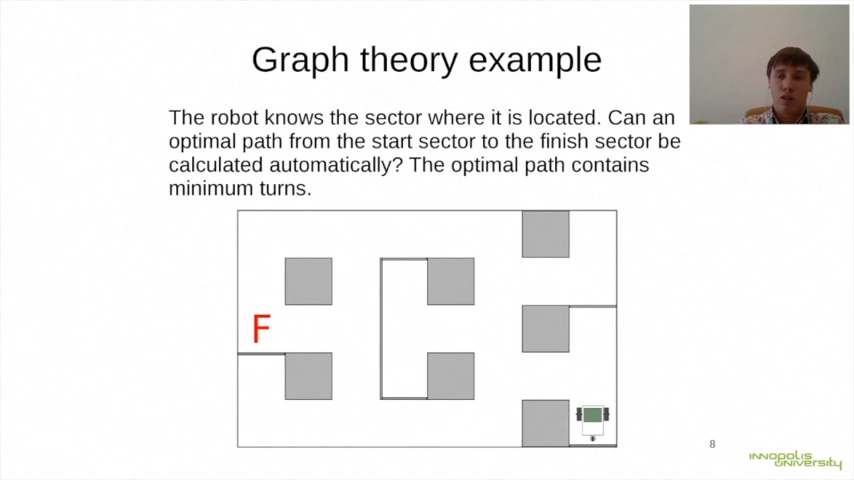 Graph theory example
The robot knows the sector where it is located. Can an
optimal path from the start sector to the finish sector be
calculated automatically? The optimal path contains
minimum turns.
F
8
INNOPOLIS
UNIVERSITY